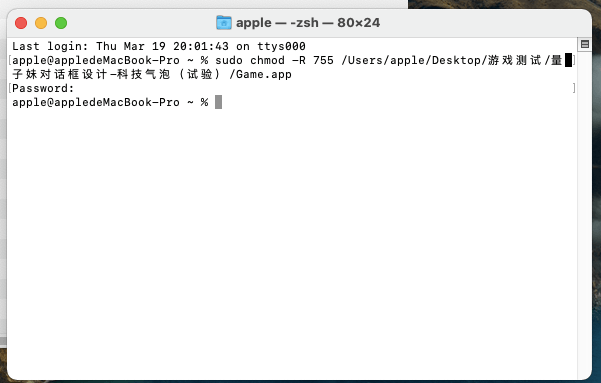 apple — -zsh — 80×24
Last login: Thu Mar 19 20:01:43 on ttys000
[apple@appledeMacBook-Pro ~ % sudo chmod -R 755 /Users/apple/Desktop/游戏测试/量]
子妹对话框设计-科技气泡（试验）/Game.app
[Password: ]
apple@appledeMacBook-Pro ~ %